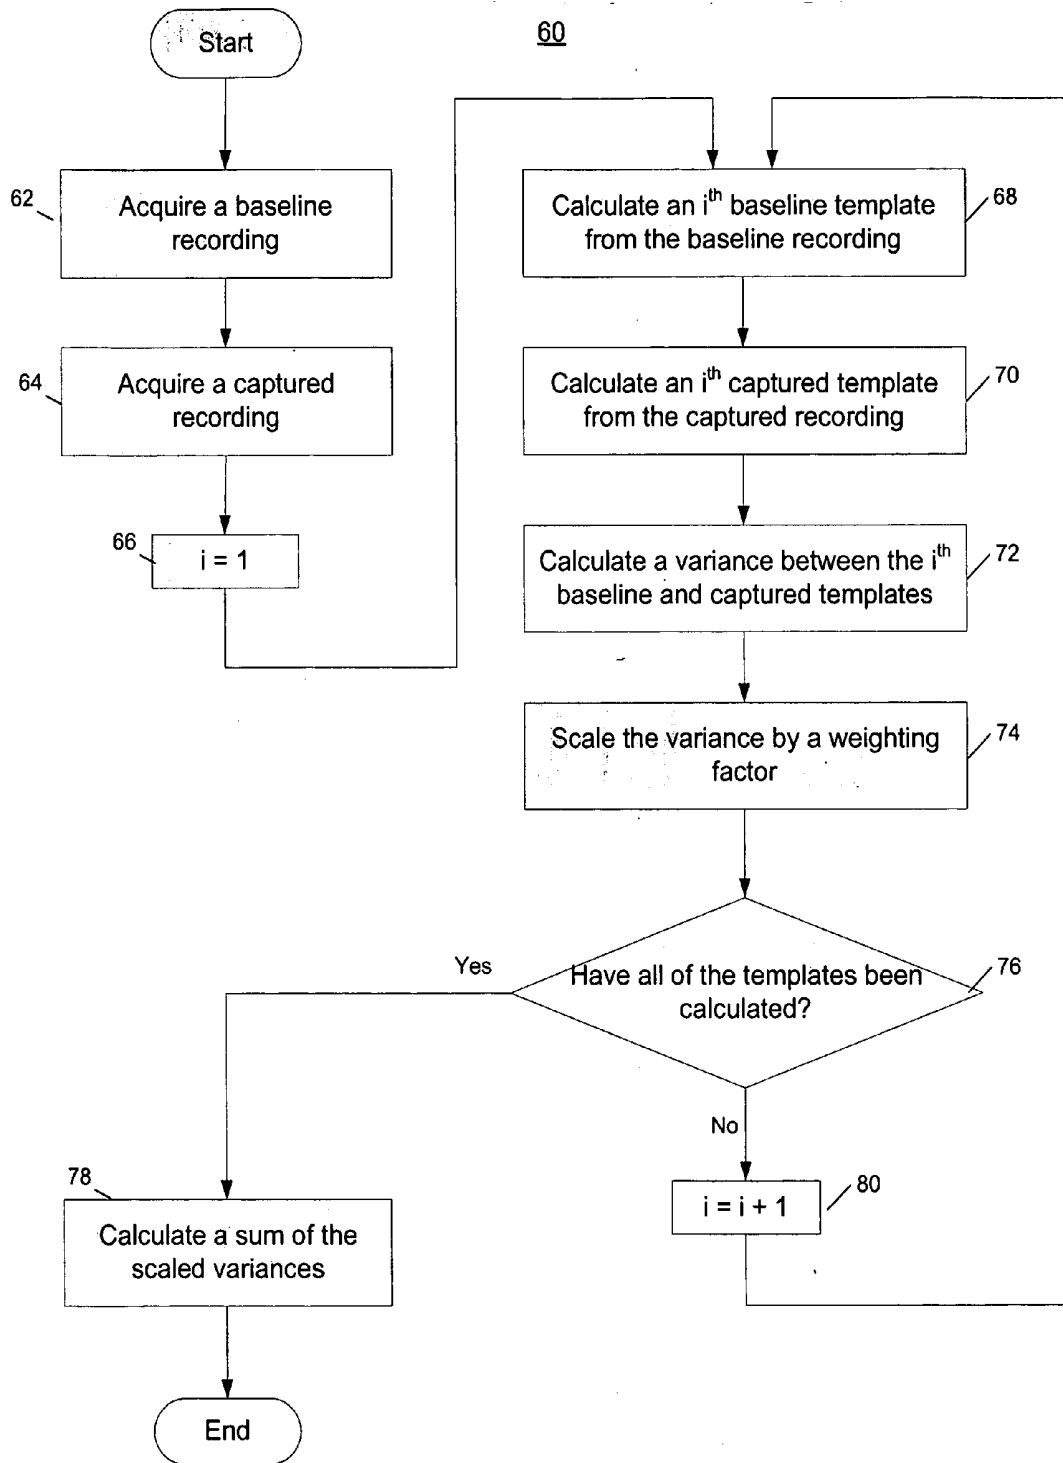 60
Start
62
Acquire a baseline
recording
64
Acquire a captured
recording
66
i = 1
68
Calculate an ith baseline template
from the baseline recording
70
Calculate an ith captured template
from the captured recording
72
Calculate a variance between the ith
baseline and captured templates
74
Scale the variance by a weighting
factor
76
Have all of the templates been
calculated?
Yes
No
78
Calculate a sum of the
scaled variances
80
i = i + 1
End